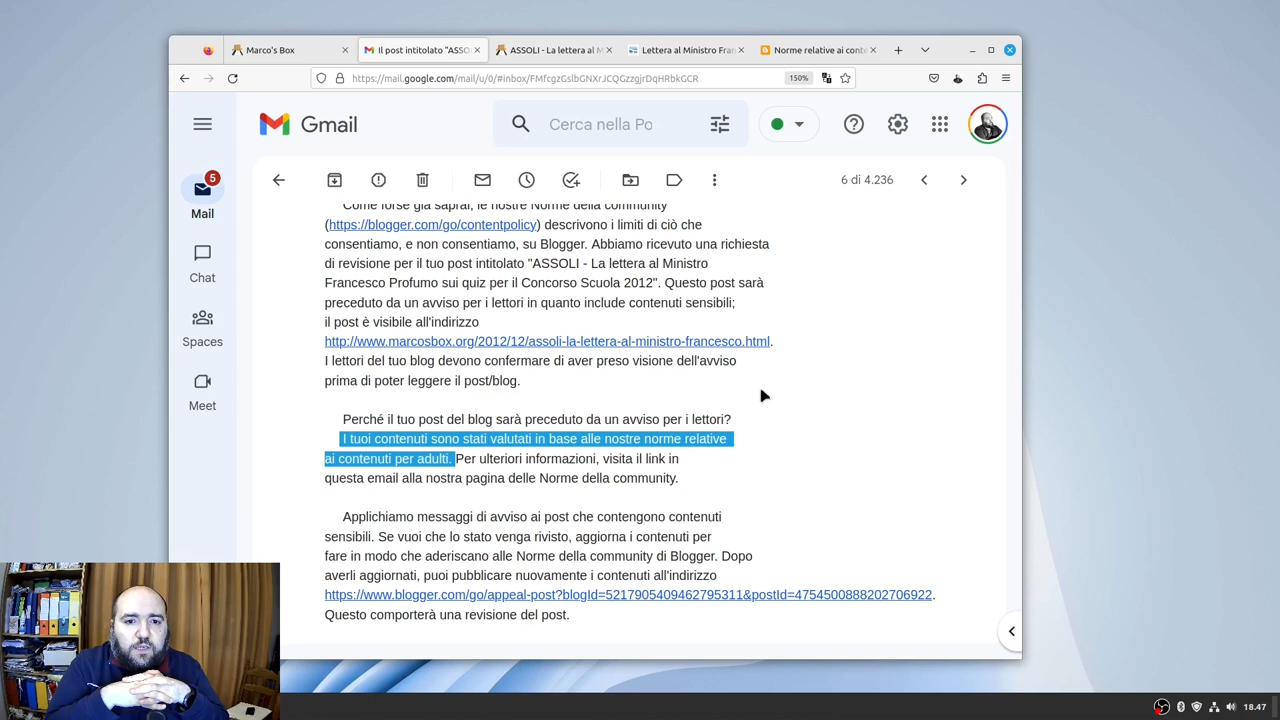 Marco's Box
Il post intitolato "ASSO
ASSOLI - La lettera al M
Lettera al Ministro Fran
Norme relative ai conte
https://mail.google.com/mail/u/0/#inbox/FMfcgzGslbGNXrJCQGzzgjrDqHRbkGCR
150%
Gmail
Cerca nella Po
5
Mail
Chat
Spaces
Meet
6 di 4.236
Come forse già saprai, le nostre Norme della community
(https://blogger.com/go/contentpolicy) descrivono i limiti di ciò che
consentiamo, e non consentiamo, su Blogger. Abbiamo ricevuto una richiesta
di revisione per il tuo post intitolato "ASSOLI - La lettera al Ministro
Francesco Profumo sui quiz per il Concorso Scuola 2012". Questo post sarà
preceduto da un avviso per i lettori in quanto include contenuti sensibili;
il post è visibile all'indirizzo
http://www.marcosbox.org/2012/12/assoli-la-lettera-al-ministro-francesco.html.
I lettori del tuo blog devono confermare di aver preso visione dell'avviso
prima di poter leggere il post/blog.
Perché il tuo post del blog sarà preceduto da un avviso per i lettori?
I tuoi contenuti sono stati valutati in base alle nostre norme relative
ai contenuti per adulti. Per ulteriori informazioni, visita il link in
questa email alla nostra pagina delle Norme della community.
Applichiamo messaggi di avviso ai post che contengono contenuti
sensibili. Se vuoi che lo stato venga rivisto, aggiorna i contenuti per
fare in modo che aderiscano alle Norme della community di Blogger. Dopo
averli aggiornati, puoi pubblicare nuovamente i contenuti all'indirizzo
https://www.blogger.com/go/appeal-post?blogId=5217905409462795311&postId=4754500888202706922.
Questo comporterà una revisione del post.
18.47